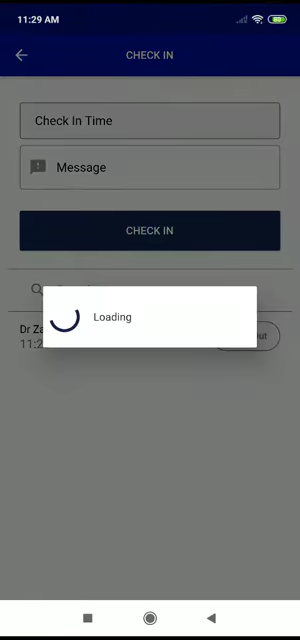 11:29 AM
CHECK IN
Check In Time
Message
CHECK IN
Loading
Dr Za
11:2